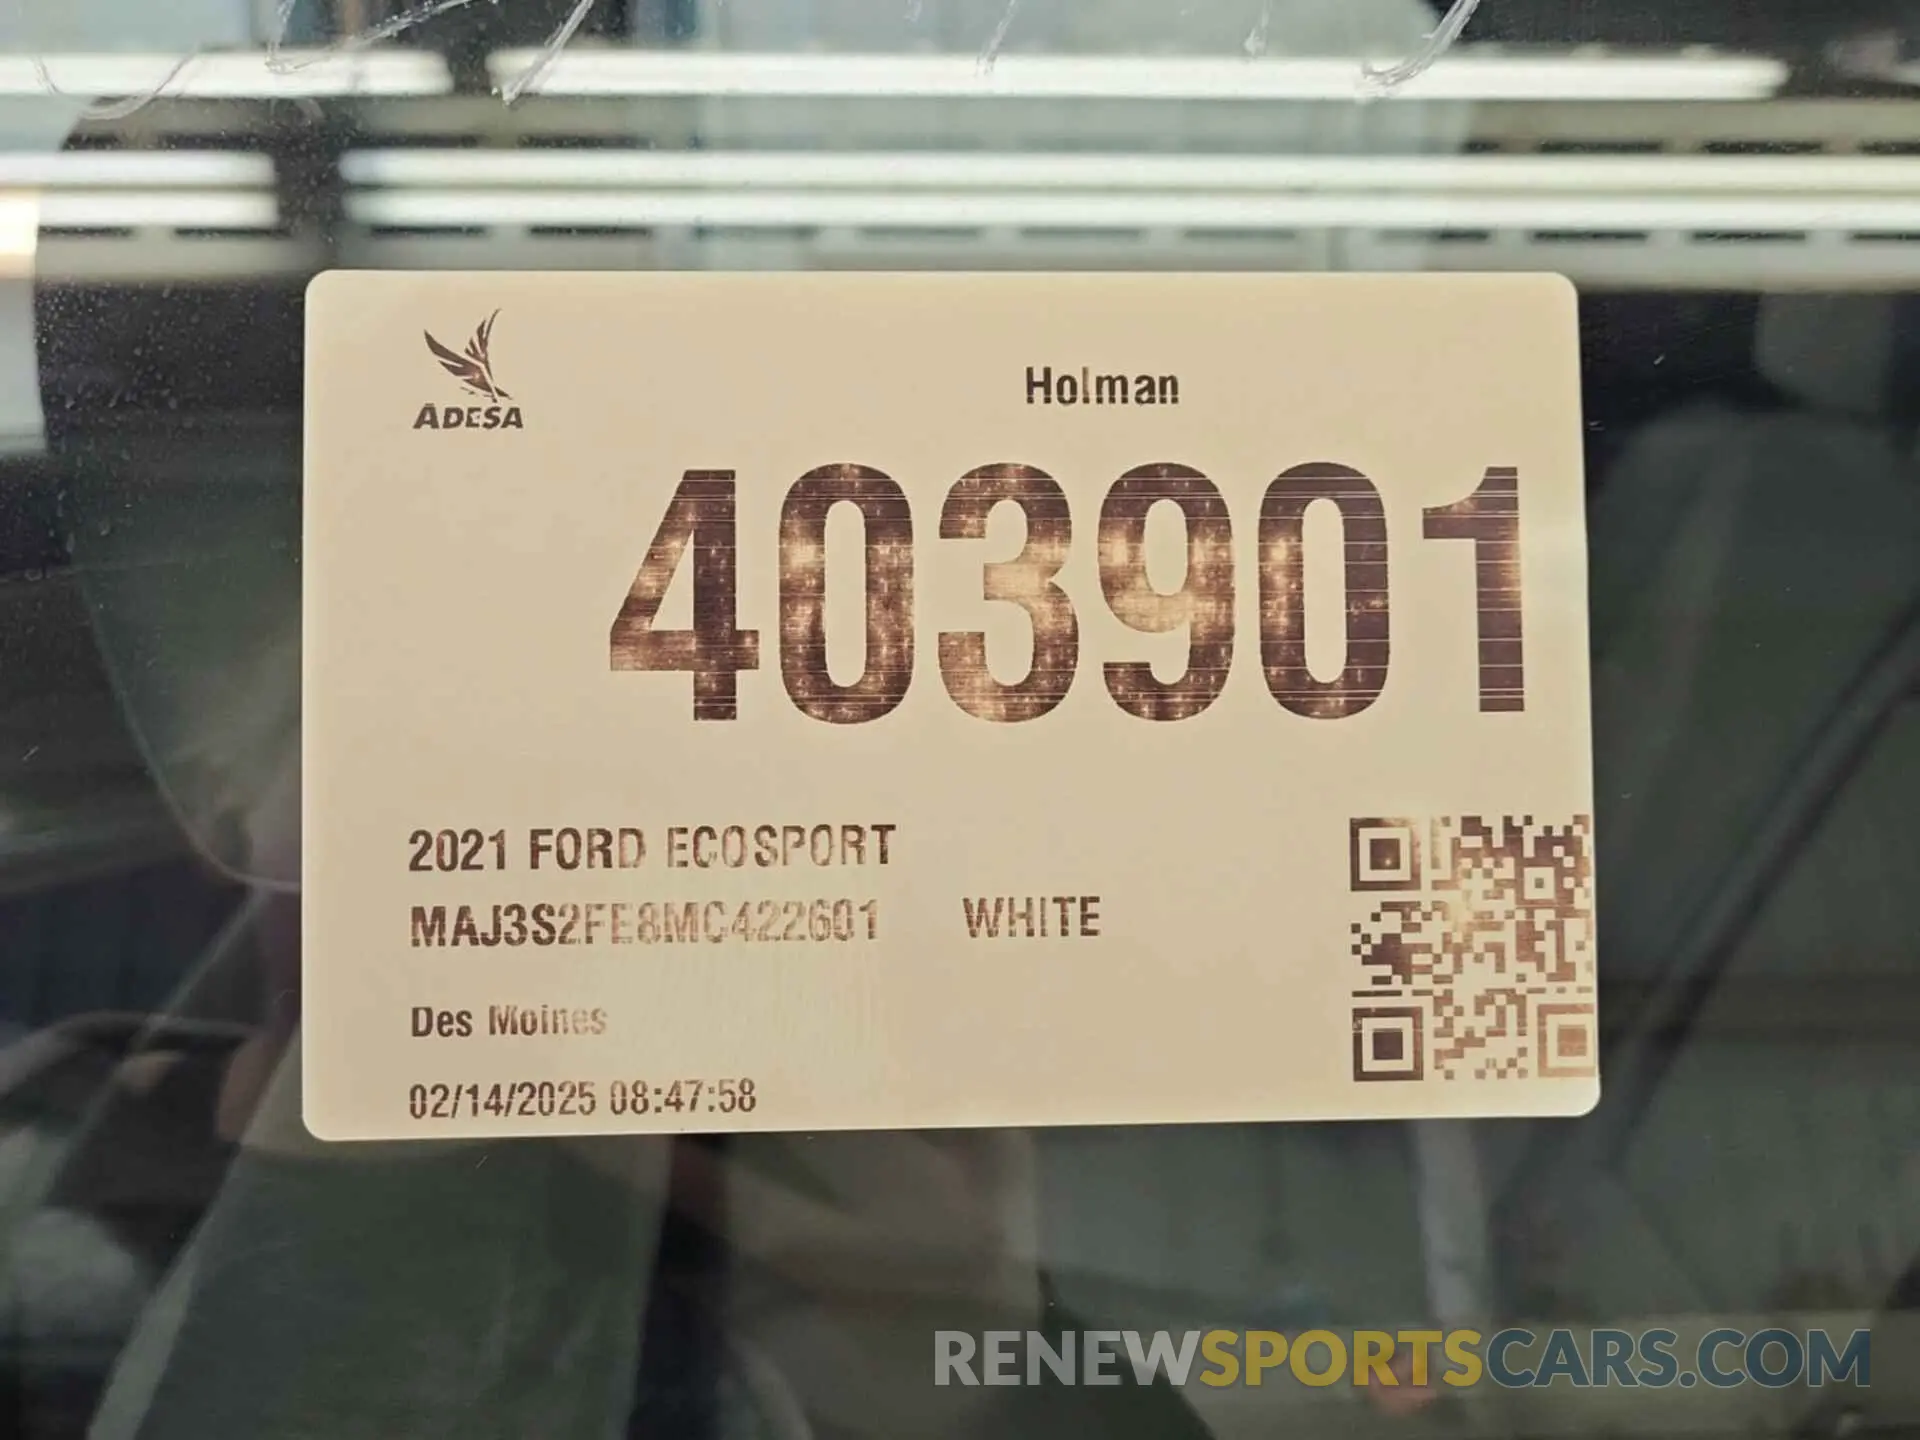 ADESA
Holman
403901
2021 FORD ECOSPORT
MAJ3S2FE8MC422601 WHITE
Des Moines
02/14/2025 08:47:58
RENEWSPORTSCARS.COM